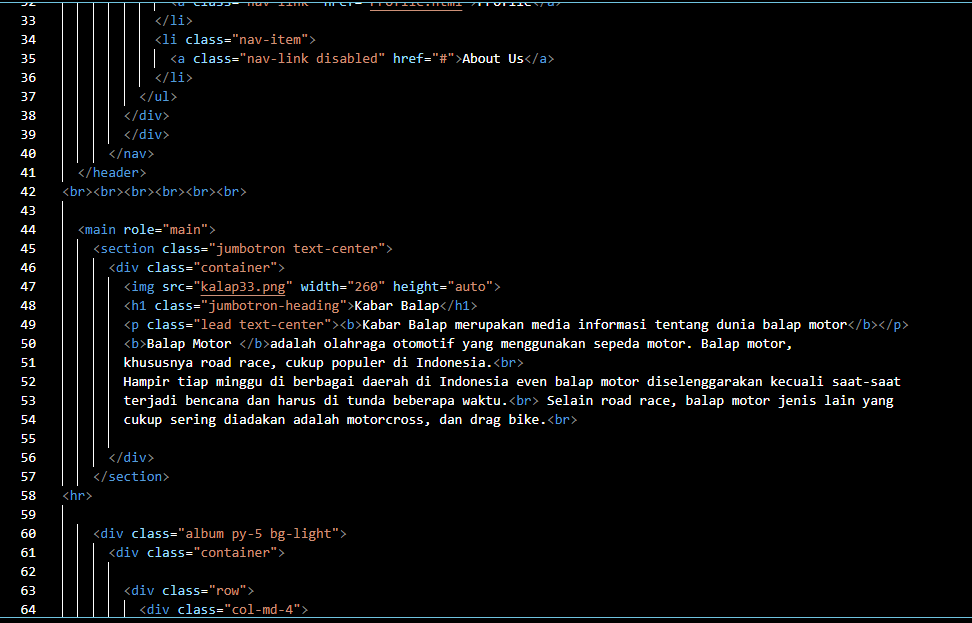 32 <a class="nav-link" href="Profile.html">Profile</a>
33 </li>
34 <li class="nav-item">
35 <a class="nav-link disabled" href="#">About Us</a>
36 </li>
37 </ul>
38 </div>
39 </div>
40 </nav>
41 </header>
42 <br><br><br><br><br><br>
43
44 <main role="main">
45 <section class="jumbotron text-center">
46 <div class="container">
47 <img src="kalap33.png" width="260" height="auto">
48 <h1 class="jumbotron-heading">Kabar Balap</h1>
49 <p class="lead text-center"><b>Kabar Balap merupakan media informasi tentang dunia balap motor</b></p>
50 <b>Balap Motor </b>adalah olahraga otomotif yang menggunakan sepeda motor. Balap motor,
51 khususnya road race, cukup populer di Indonesia.<br>
52 Hampir tiap minggu di berbagai daerah di Indonesia even balap motor diselenggarakan kecuali saat-saat
53 terjadi bencana dan harus di tunda beberapa waktu.<br> Selain road race, balap motor jenis lain yang
54 cukup sering diadakan adalah motorcross, dan drag bike.<br>
55
56 </div>
57 </section>
58 <hr>
59
60 <div class="album py-5 bg-light">
61 <div class="container">
62
63 <div class="row">
64 <div class="col-md-4">